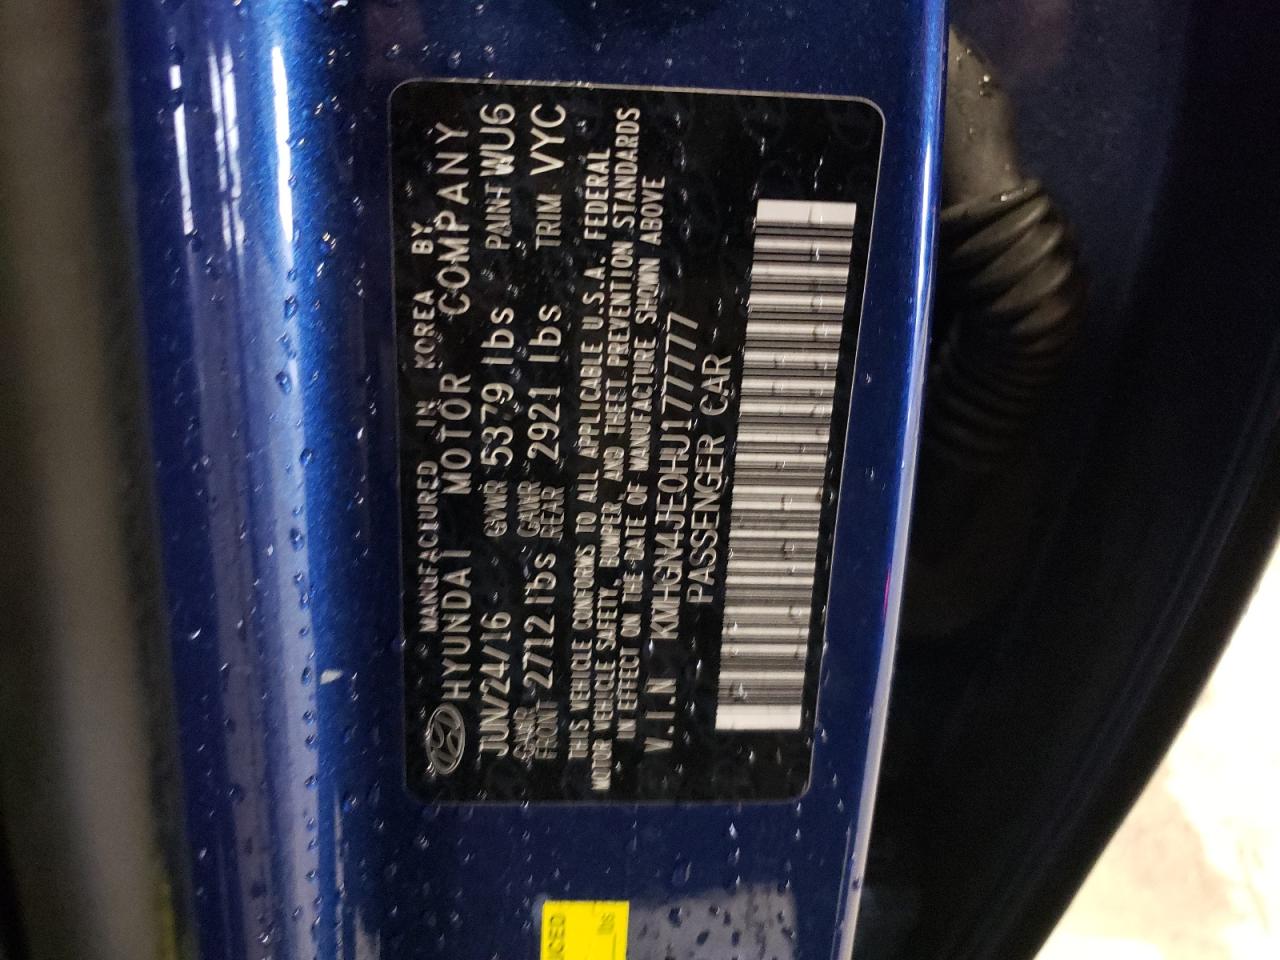 MANUFACTURED IN KOREA BY
HYUNDAI MOTOR COMPANY
JUN/24/16 GVWR 5379 lbs PAINT WU6
GAWR FRONT 2712 lbs GAWR REAR 2921 lbs TRIM VYC
THIS VEHICLE CONFORMS TO ALL APPLICABLE U.S.A. FEDERAL
MOTOR VEHICLE SAFETY, BUMPER, AND THEFT PREVENTION STANDARDS
IN EFFECT ON THE DATE OF MANUFACTURE SHOWN ABOVE
V.I.N KMHGN4JE0HU177777
PASSENGER CAR
lbs